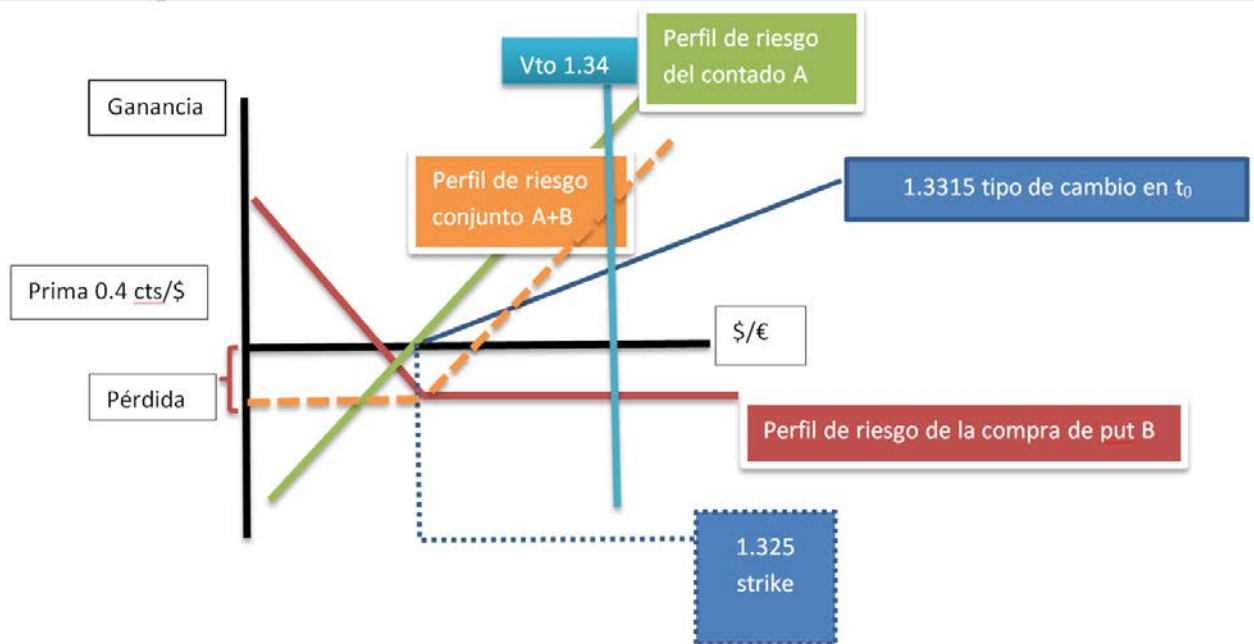 Perfil de riesgo
del contado A
Vto 1.34
Ganancia
Perfil de riesgo
conjunto A+B
1.3315 tipo de cambio en t₀
Prima 0.4 cts/$
$/€
Pérdida
Perfil de riesgo de la compra de put B
1.325
strike